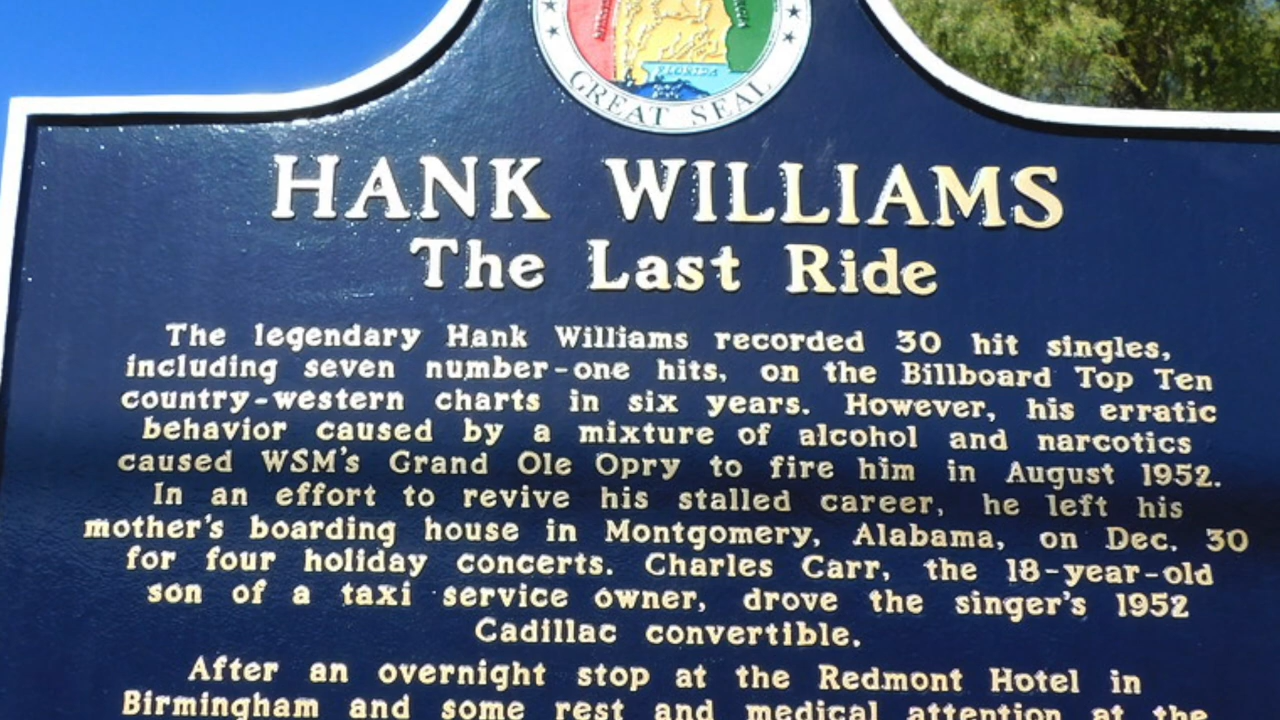 FLORIDA
GREAT SEAL
HANK WILLIAMS
The Last Ride
The legendary Hank Williams recorded 30 hit singles,
including seven number-one hits, on the Billboard Top Ten
country-western charts in six years. However, his erratic
behavior caused by a mixture of alcohol and narcotics
caused WSM's Grand Ole Opry to fire him in August 1952.
In an effort to revive his stalled career, he left his
mother's boarding house in Montgomery, Alabama, on Dec. 30
for four holiday concerts. Charles Carr, the 18-year-old
son of a taxi service owner, drove the singer's 1952
Cadillac convertible.
After an overnight stop at the Redmont Hotel in
Birmingham and some rest and medical attention at the